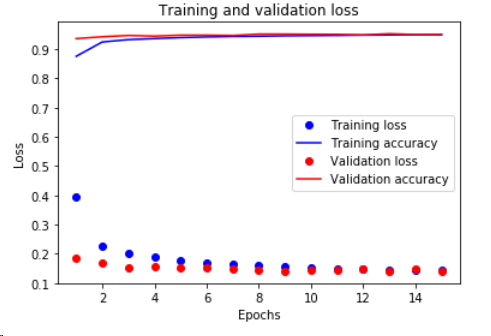 Training and validation loss
0.9
0.8
0.7
0.6
0.5
0.4
0.3
0.2
0.1
Loss
Training loss
Training accuracy
Validation loss
Validation accuracy
2 4 6 8 10 12 14
Epochs